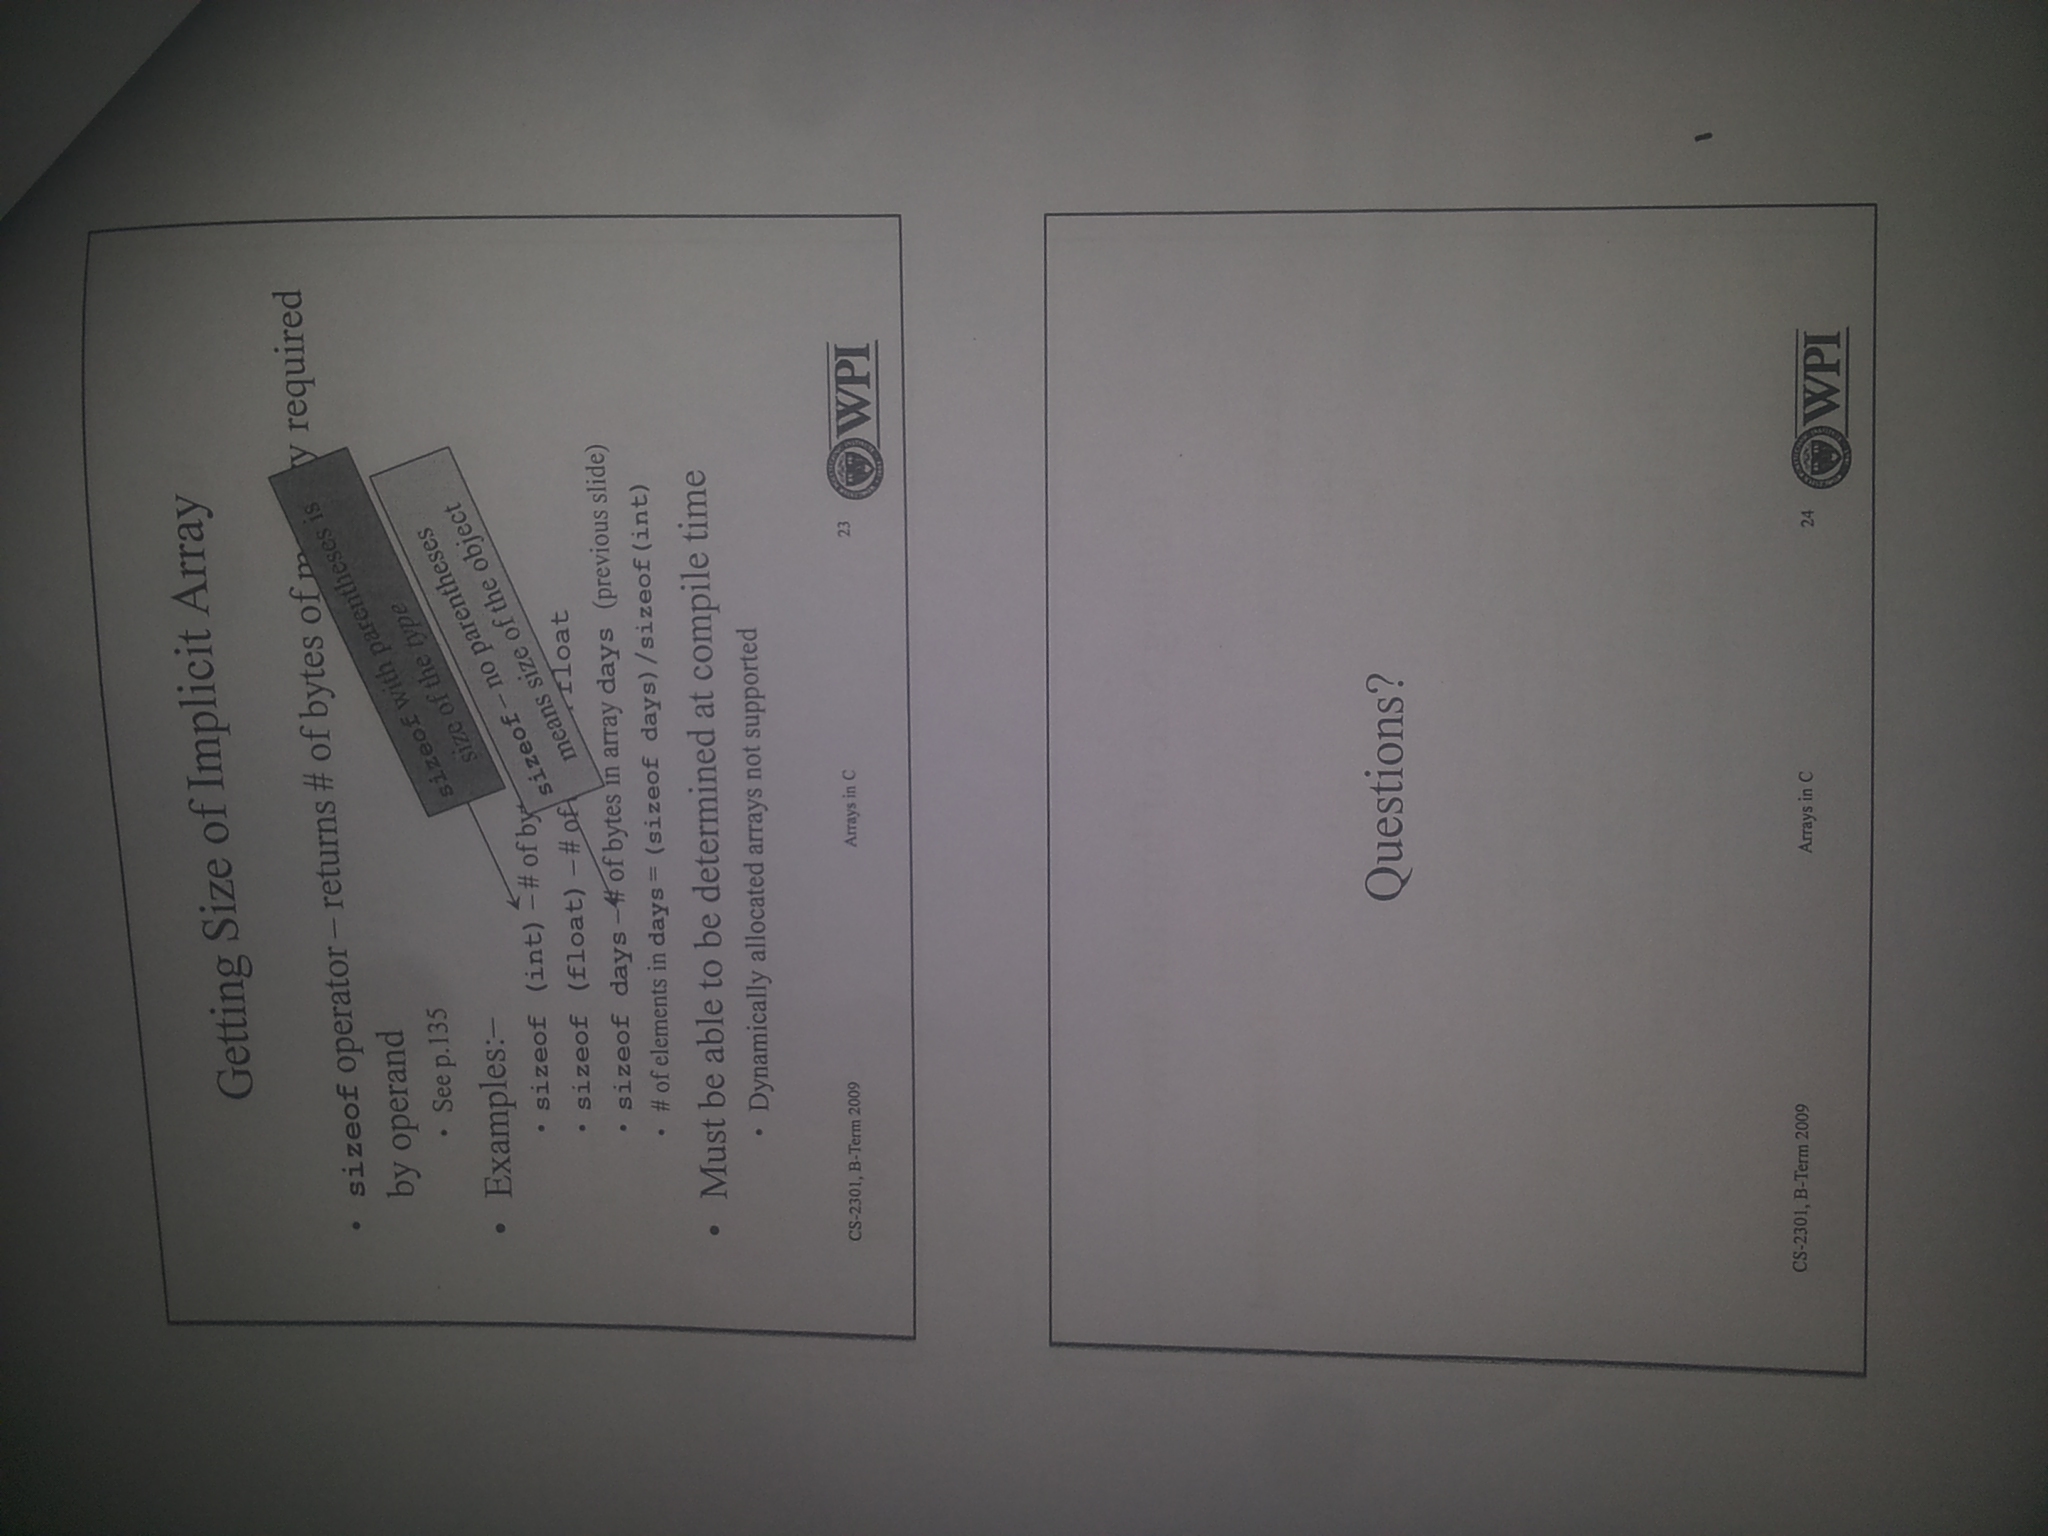 Getting Size of Implicit Array
• sizeof operator – returns # of bytes of m y required
by operand
• See p.135
sizeof with parentheses is
size of the type
sizeof – no parentheses
means size of the object
• Examples:–
• sizeof (int) – # of by
• sizeof (float) – # of float
• sizeof days – # of bytes in array days (previous slide)
• # of elements in days = (sizeof days)/sizeof(int)
• Must be able to be determined at compile time
• Dynamically allocated arrays not supported
CS-2301, B-Term 2009 Arrays in C 23 WPI
Questions?
CS-2301, B-Term 2009 Arrays in C 24 WPI